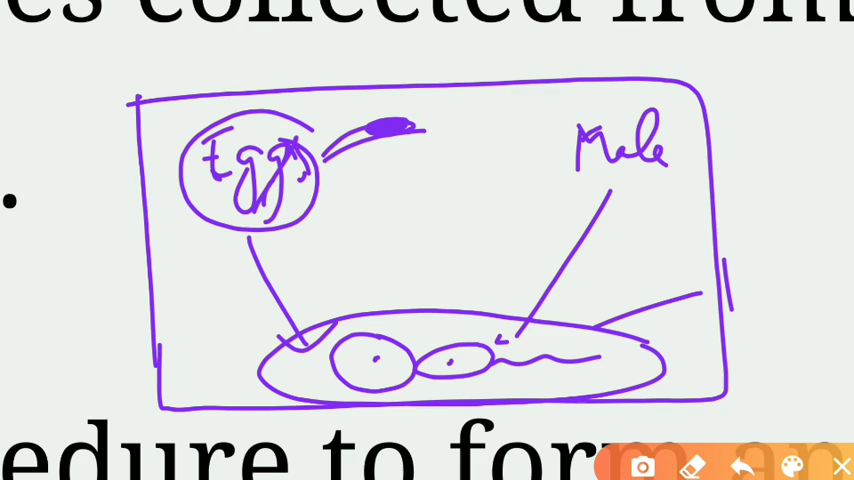 es collected from
Eggs Male
.
edure to form an